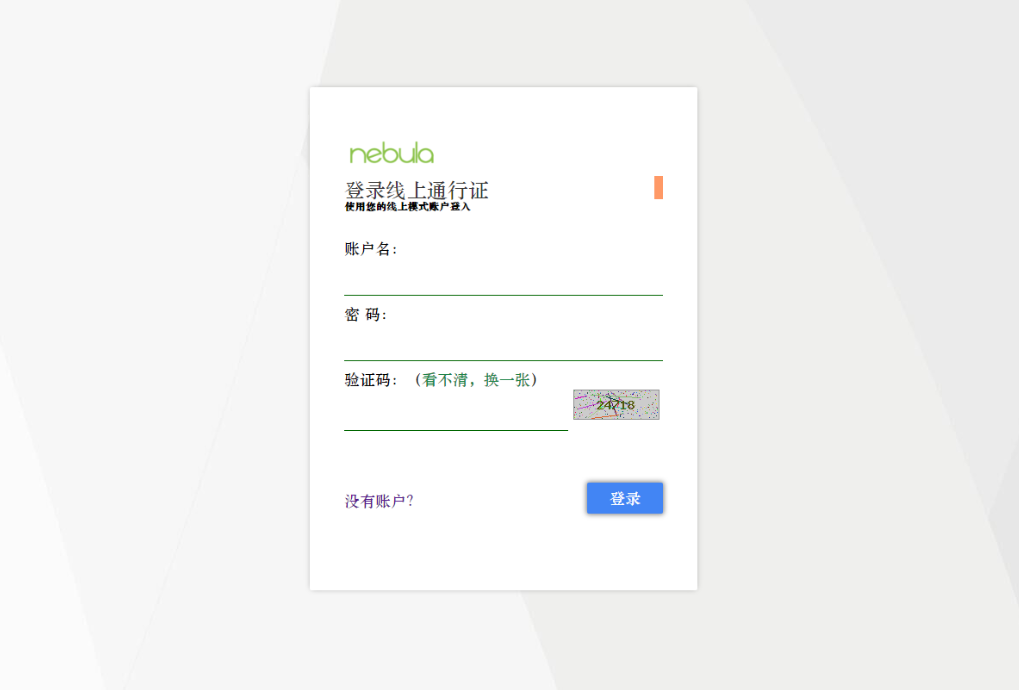 nebula
登录线上通行证
使用您的线上模式账户登入
账户名：
密 码：
验证码：（看不清，换一张）
24718
没有账户？
登录